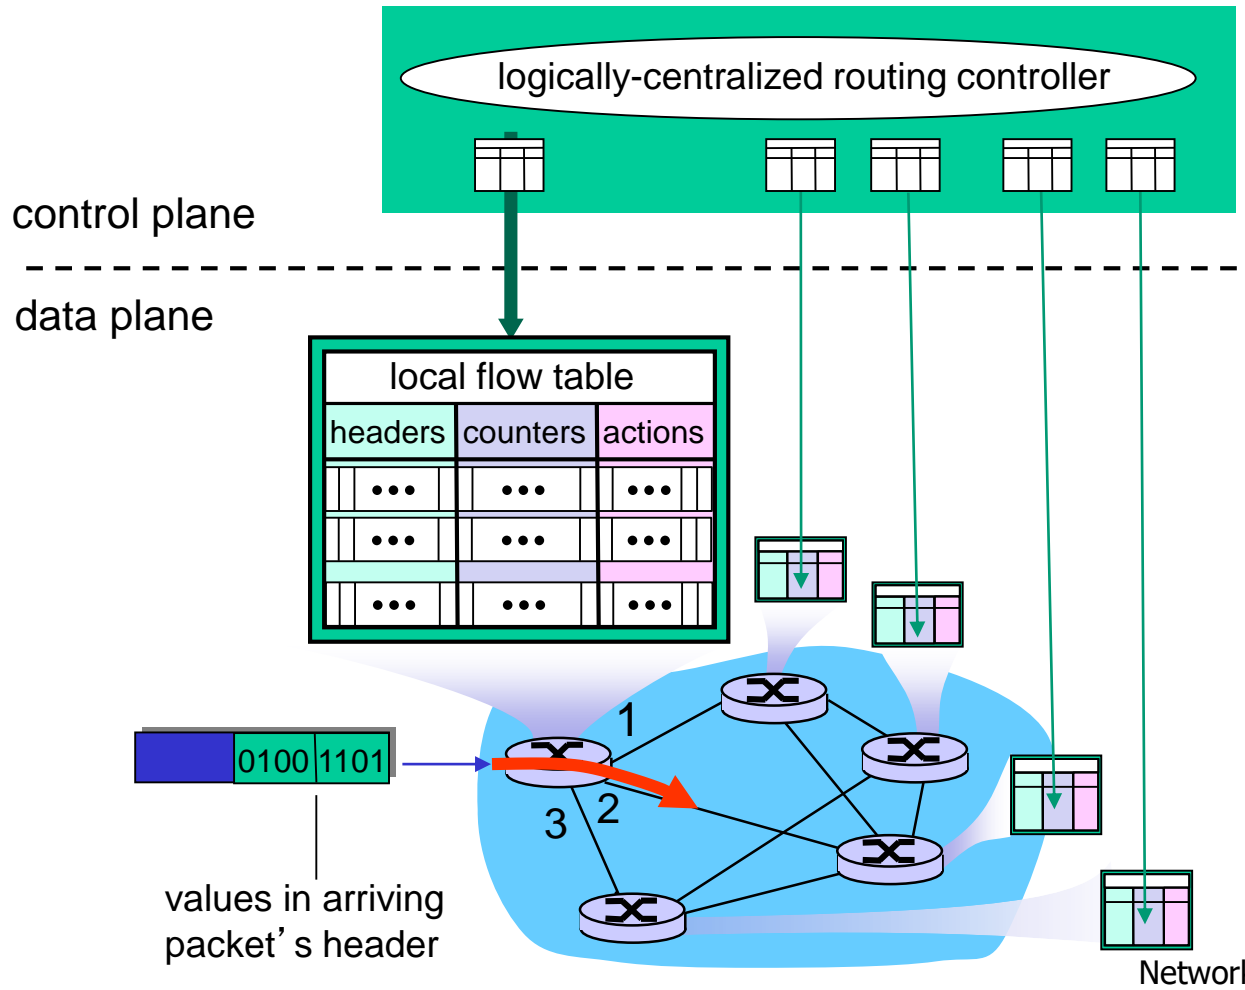 logically-centralized routing controller
control plane
data plane
local flow table
headers counters actions
1
0100 1101
2
3
values in arriving
packet’s header
Network